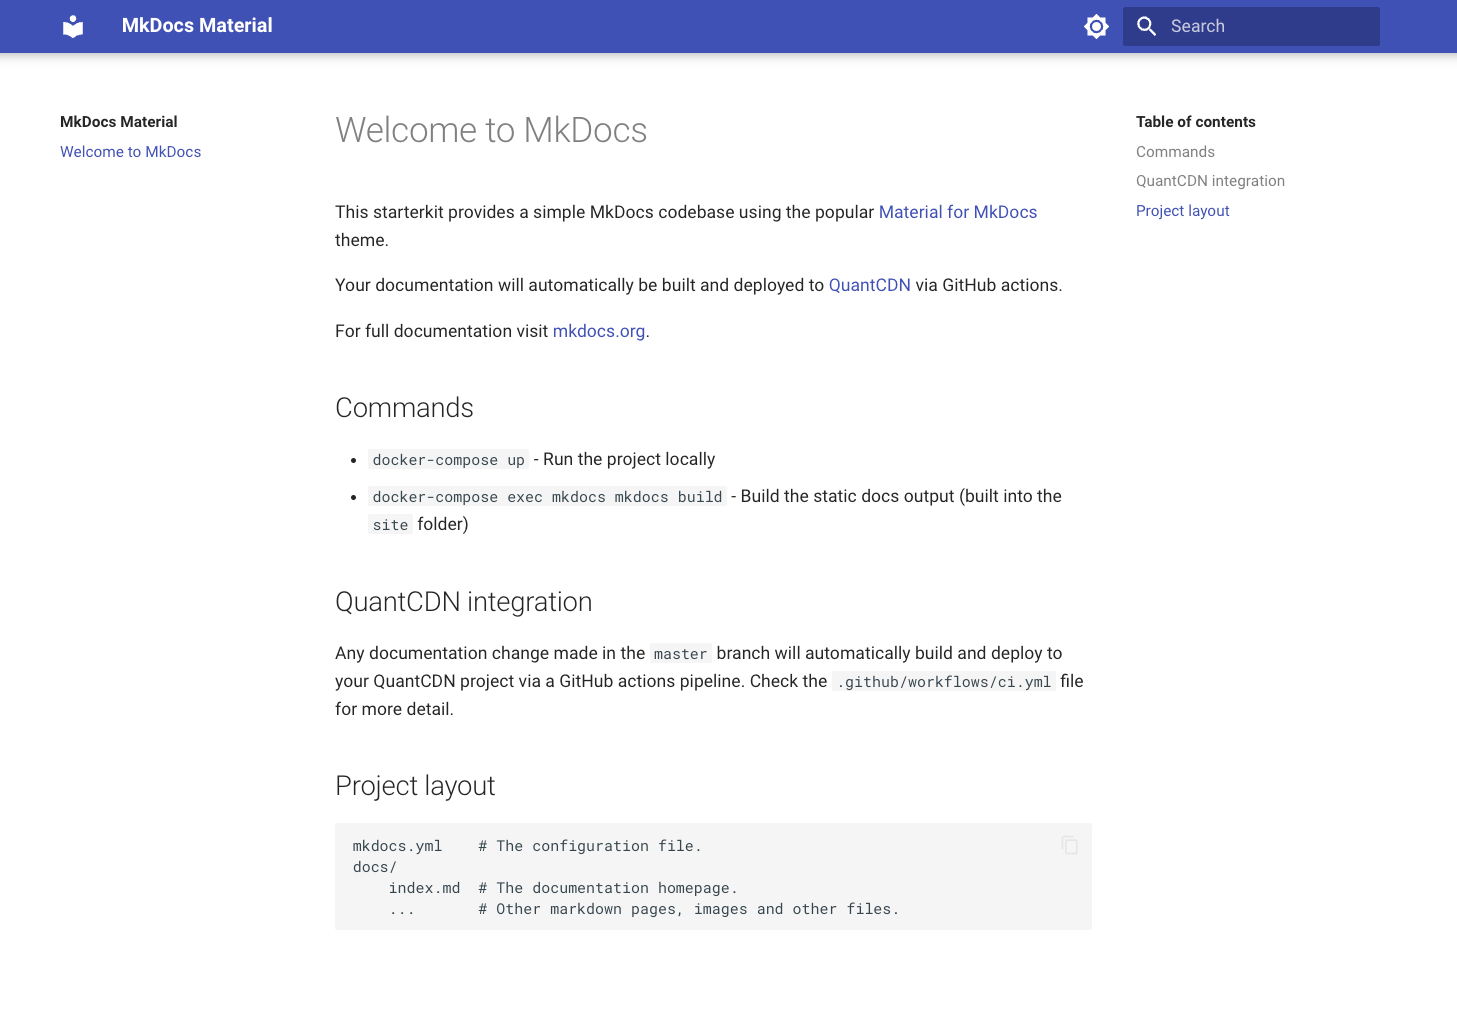 MkDocs Material
Search
MkDocs Material
Welcome to MkDocs
Welcome to MkDocs
This starterkit provides a simple MkDocs codebase using the popular Material for MkDocs
theme.
Your documentation will automatically be built and deployed to QuantCDN via GitHub actions.
For full documentation visit mkdocs.org.
Commands
docker-compose up - Run the project locally
docker-compose exec mkdocs mkdocs build - Build the static docs output (built into the
site folder)
QuantCDN integration
Any documentation change made in the master branch will automatically build and deploy to
your QuantCDN project via a GitHub actions pipeline. Check the .github/workflows/ci.yml file
for more detail.
Project layout
mkdocs.yml    # The configuration file.
docs/
    index.md  # The documentation homepage.
    ...       # Other markdown pages, images and other files.
Table of contents
Commands
QuantCDN integration
Project layout